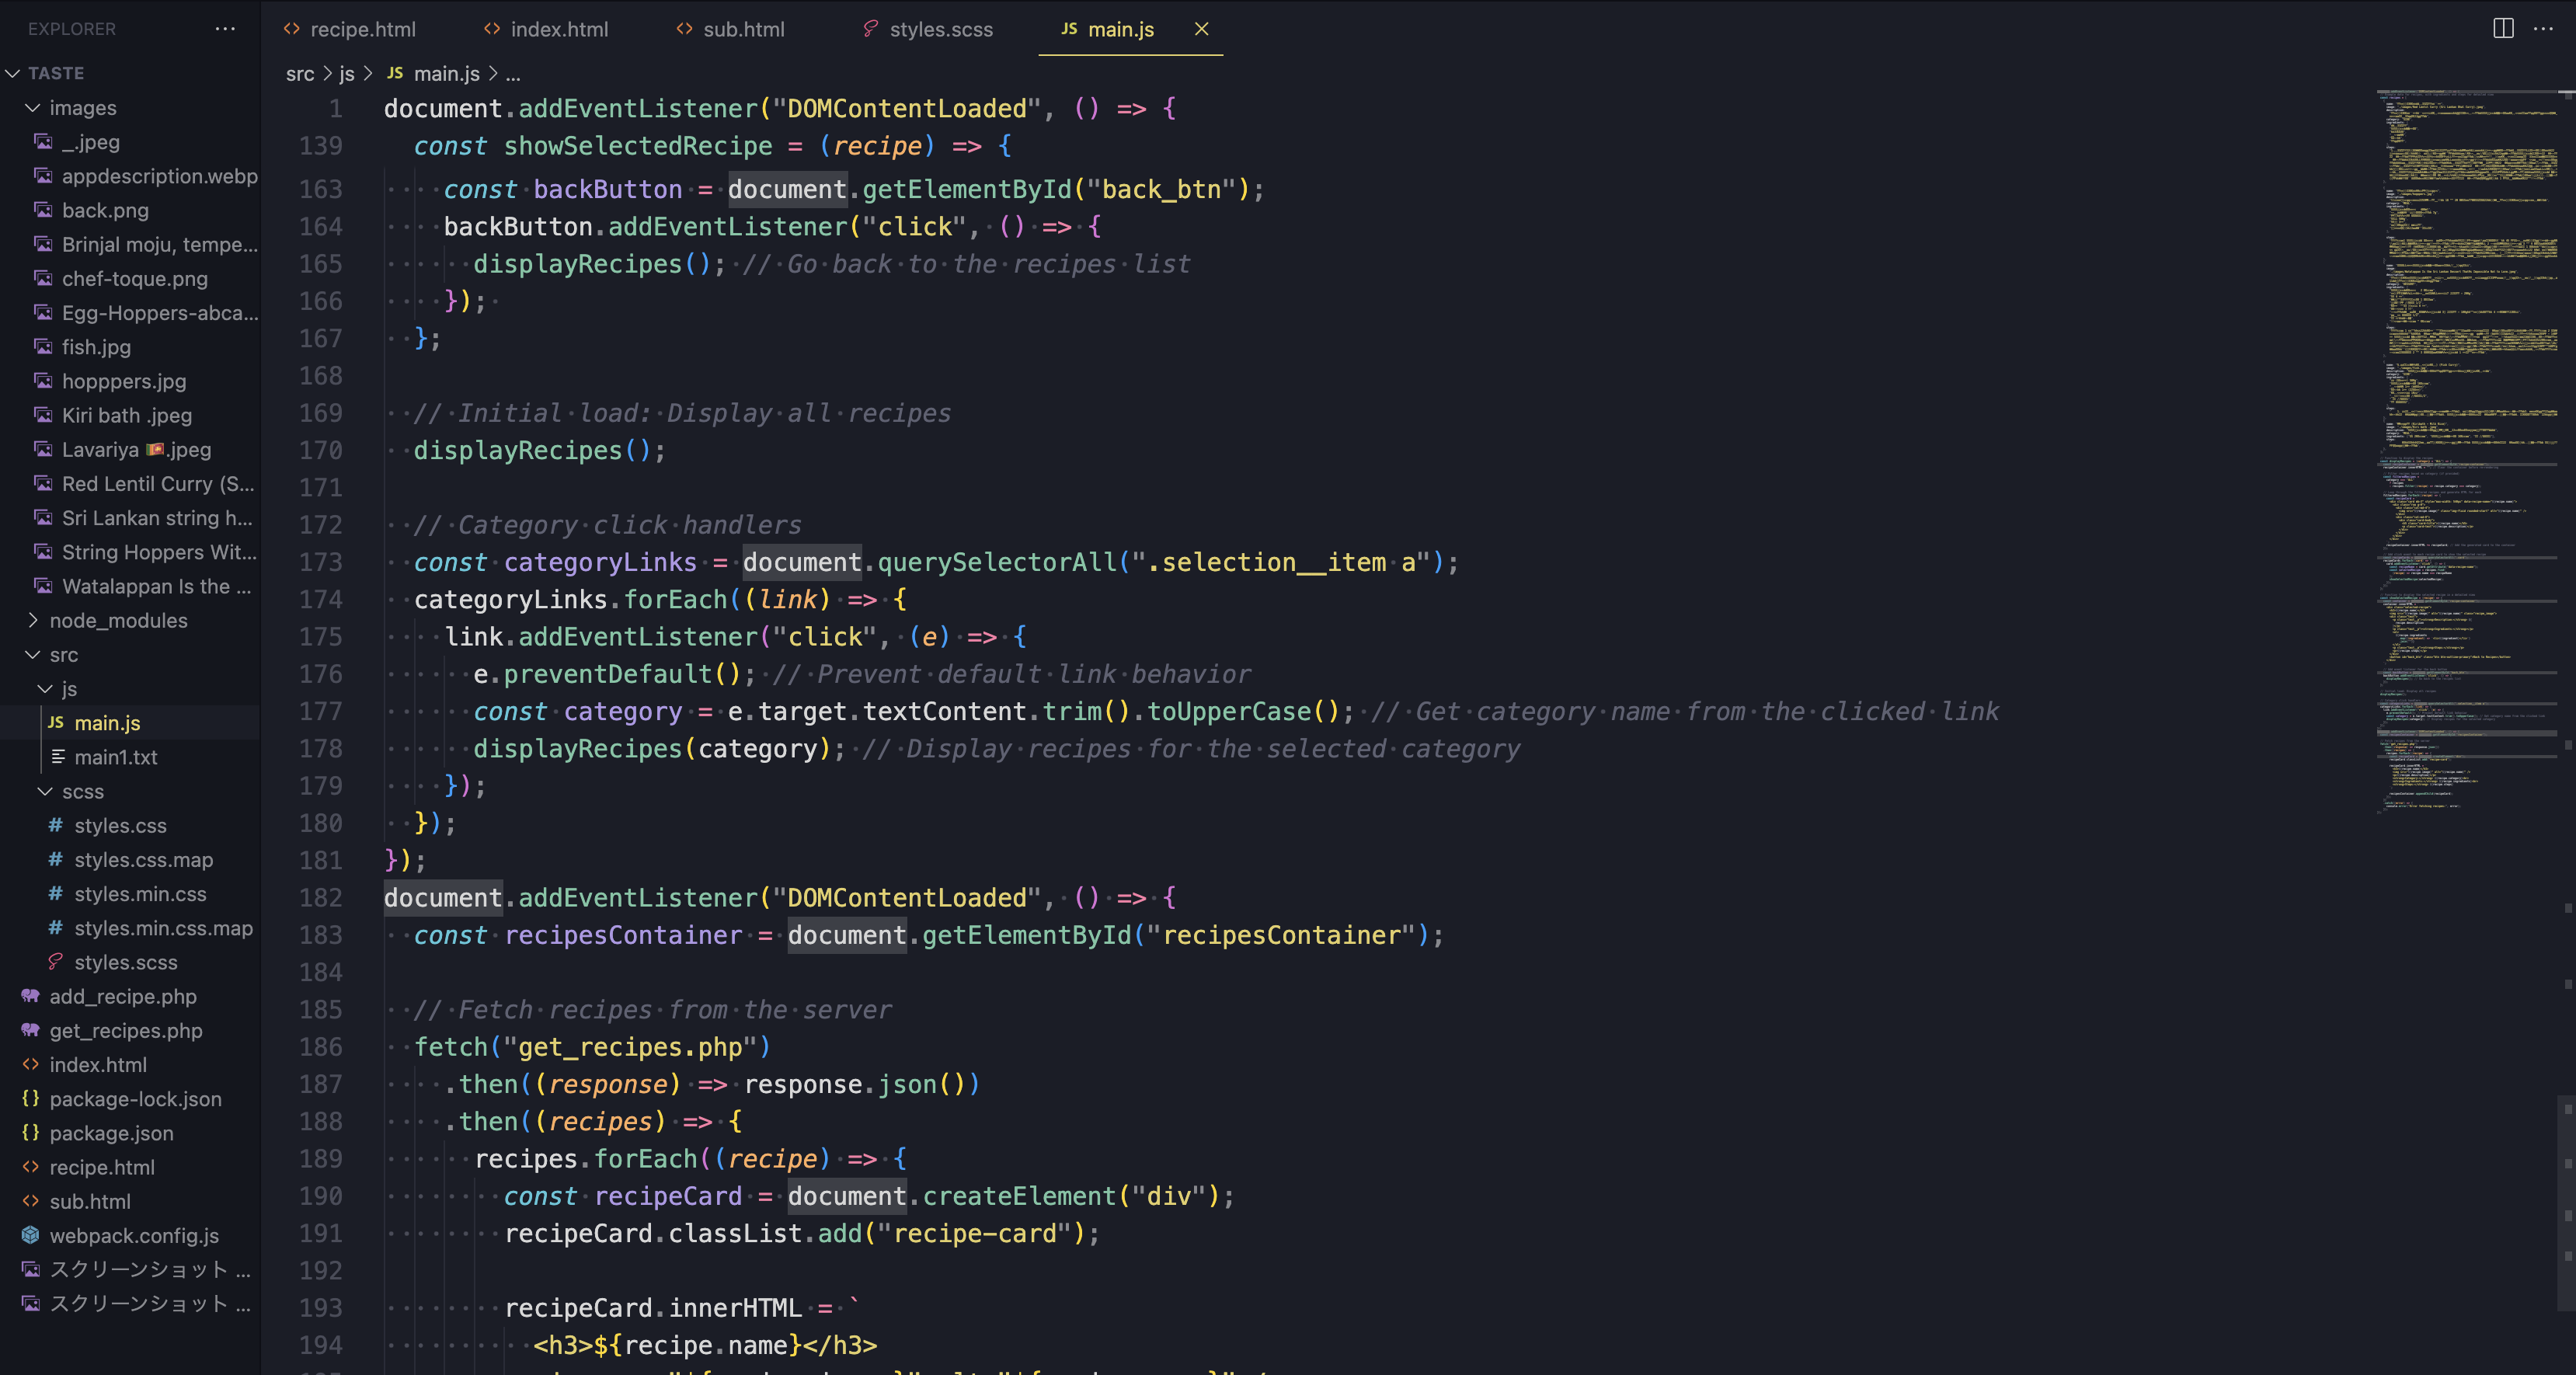 EXPLORER
TASTE
images
_.jpeg
appdescription.webp
back.png
Brinjal moju, tempe...
chef-toque.png
Egg-Hoppers-abca...
fish.jpg
hopppers.jpg
Kiri bath .jpeg
Lavariya 🇱🇰.jpeg
Red Lentil Curry (S...
Sri Lankan string h...
String Hoppers Wit...
Watalappan Is the ...
node_modules
src
js
JS main.js
main1.txt
scss
# styles.css
# styles.css.map
# styles.min.css
# styles.min.css.map
styles.scss
add_recipe.php
get_recipes.php
<> index.html
{} package-lock.json
{} package.json
<> recipe.html
<> sub.html
webpack.config.js
スクリーンショット ...
スクリーンショット ...
<> recipe.html <> index.html <> sub.html styles.scss JS main.js
src > js > JS main.js > ...
1 document.addEventListener("DOMContentLoaded", () => {
139 const showSelectedRecipe = (recipe) => {
163 const backButton = document.getElementById("back_btn");
164 backButton.addEventListener("click", () => {
165 displayRecipes(); // Go back to the recipes list
166 });
167 };
168
169 // Initial load: Display all recipes
170 displayRecipes();
171
172 // Category click handlers
173 const categoryLinks = document.querySelectorAll(".selection__item a");
174 categoryLinks.forEach((link) => {
175 link.addEventListener("click", (e) => {
176 e.preventDefault(); // Prevent default link behavior
177 const category = e.target.textContent.trim().toUpperCase(); // Get category name from the clicked link
178 displayRecipes(category); // Display recipes for the selected category
179 });
180 });
181 });
182 document.addEventListener("DOMContentLoaded", () => {
183 const recipesContainer = document.getElementById("recipesContainer");
184
185 // Fetch recipes from the server
186 fetch("get_recipes.php")
187 .then((response) => response.json())
188 .then((recipes) => {
189 recipes.forEach((recipe) => {
190 const recipeCard = document.createElement("div");
191 recipeCard.classList.add("recipe-card");
192
193 recipeCard.innerHTML = `
194 <h3>${recipe.name}</h3>